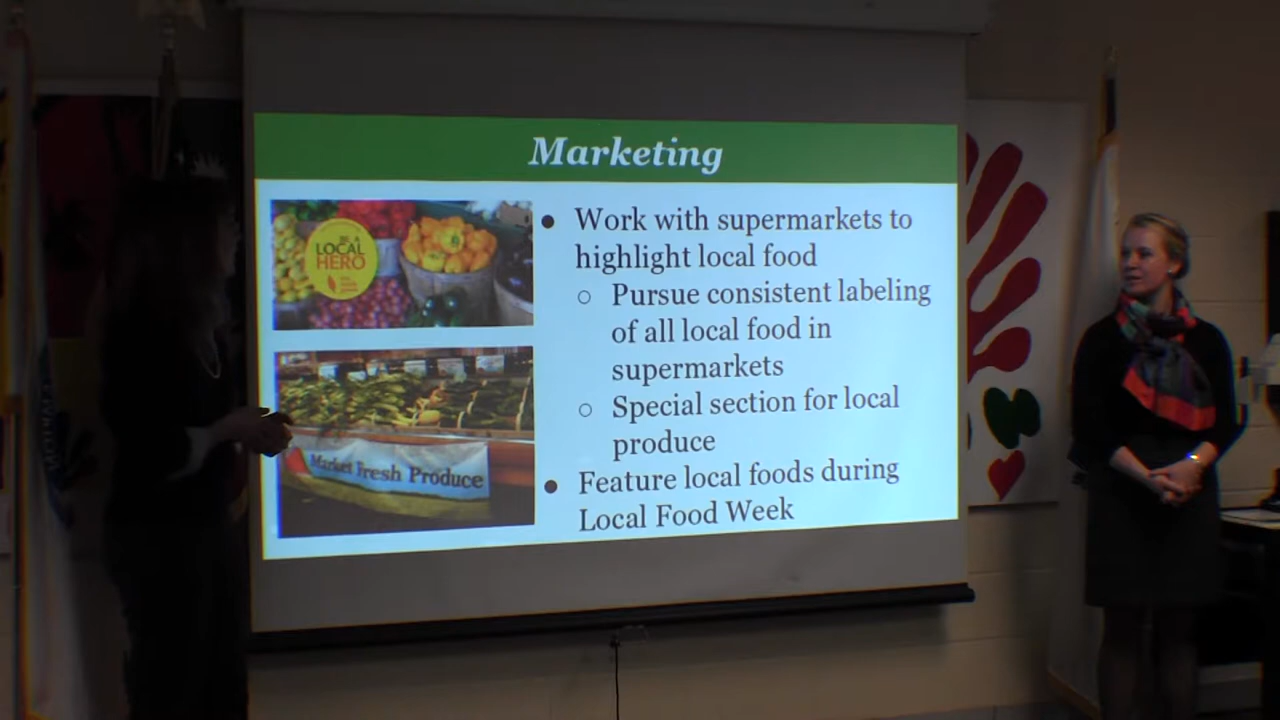 Marketing
LOCAL
HERO
Market Fresh Produce
● Work with supermarkets to
highlight local food
○ Pursue consistent labeling
of all local food in
supermarkets
○ Special section for local
produce
● Feature local foods during
Local Food Week